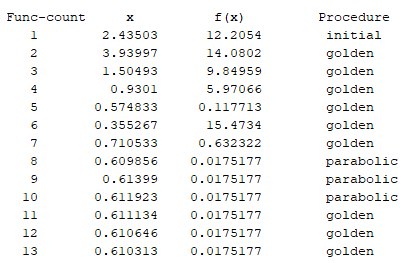 Func-count x f(x) Procedure
1 2.43503 12.2054 initial
2 3.93997 14.0802 golden
3 1.50493 9.84959 golden
4 0.9301 5.97066 golden
5 0.574833 0.117713 golden
6 0.355267 15.4734 golden
7 0.710533 0.632322 golden
8 0.609856 0.0175177 parabolic
9 0.61399 0.0175177 parabolic
10 0.611923 0.0175177 parabolic
11 0.611134 0.0175177 golden
12 0.610646 0.0175177 golden
13 0.610313 0.0175177 golden